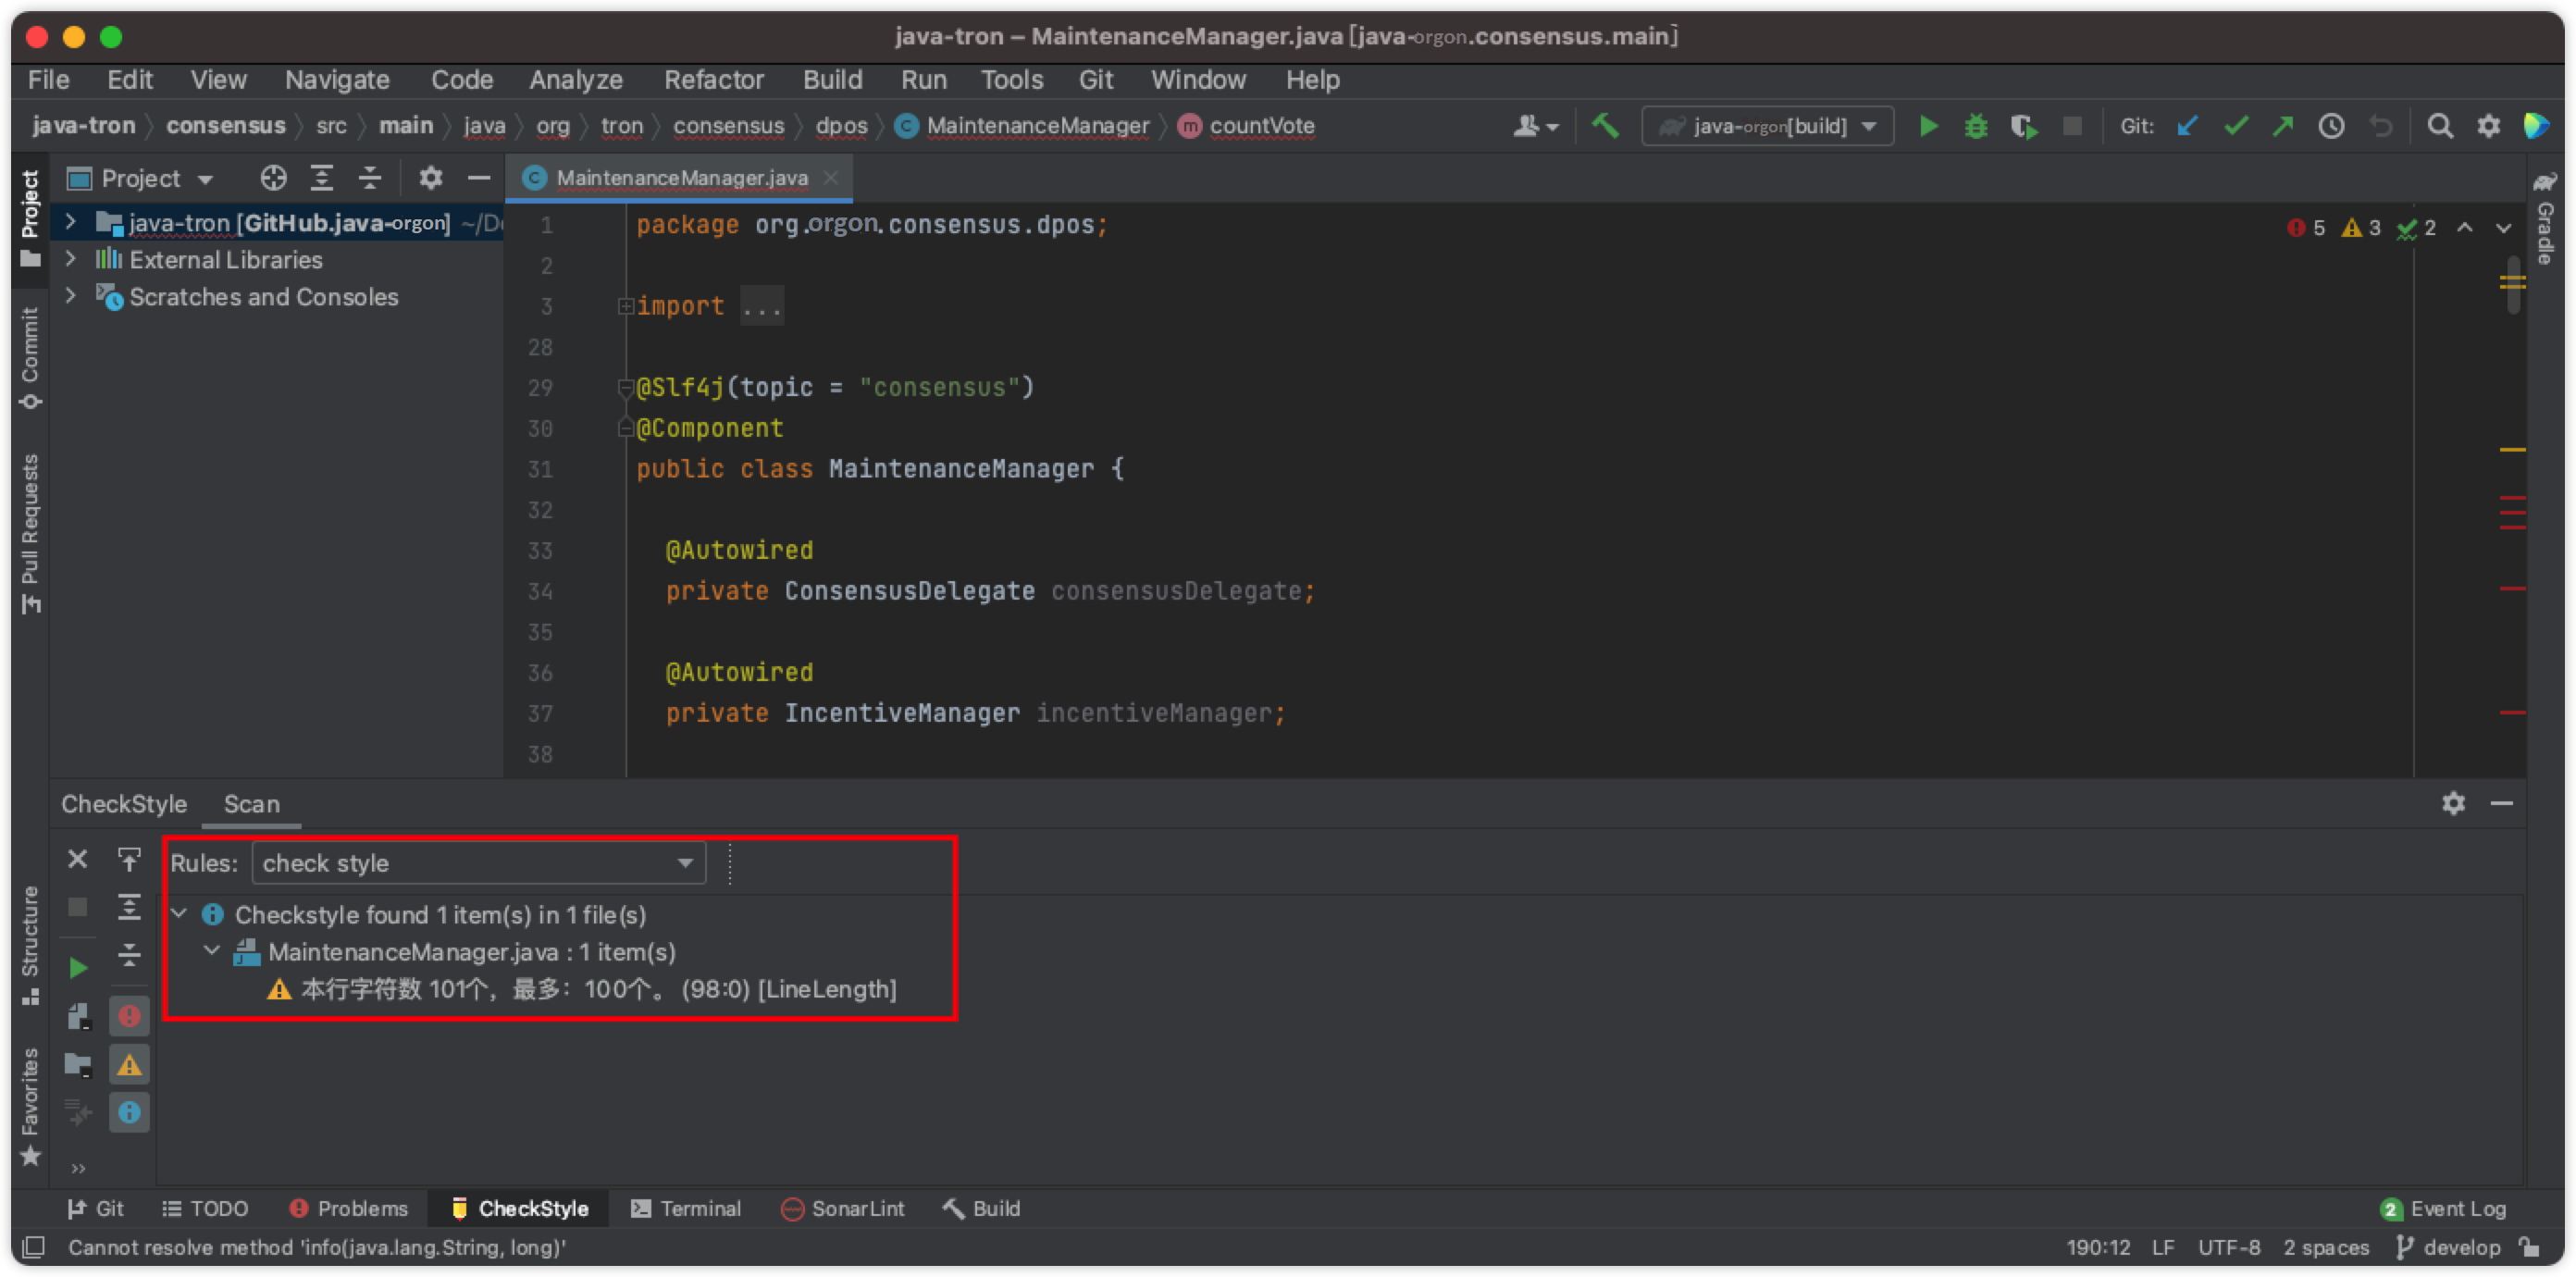 java-tron – MaintenanceManager.java [java-orgon.consensus.main]
File Edit View Navigate Code Analyze Refactor Build Run Tools Git Window Help
java-tron consensus src main java org tron consensus dpos C MaintenanceManager m countVote java-orgon[build] Git:
Project
Project
MaintenanceManager.java
java-tron [GitHub.java-orgon] ~/D
External Libraries
Scratches and Consoles
Commit
Pull Requests
Structure
Favorites
Gradle
5 3 2
1 package org.orgon.consensus.dpos;
2
3 import ...
28
29 @Slf4j(topic = "consensus")
30 @Component
31 public class MaintenanceManager {
32
33 @Autowired
34 private ConsensusDelegate consensusDelegate;
35
36 @Autowired
37 private IncentiveManager incentiveManager;
38
CheckStyle Scan
Rules: check style
Checkstyle found 1 item(s) in 1 file(s)
MaintenanceManager.java : 1 item(s)
本行字符数 101个，最多：100个。 (98:0) [LineLength]
Git TODO Problems CheckStyle Terminal SonarLint Build 2 Event Log
Cannot resolve method 'info(java.lang.String, long)' 190:12 LF UTF-8 2 spaces develop